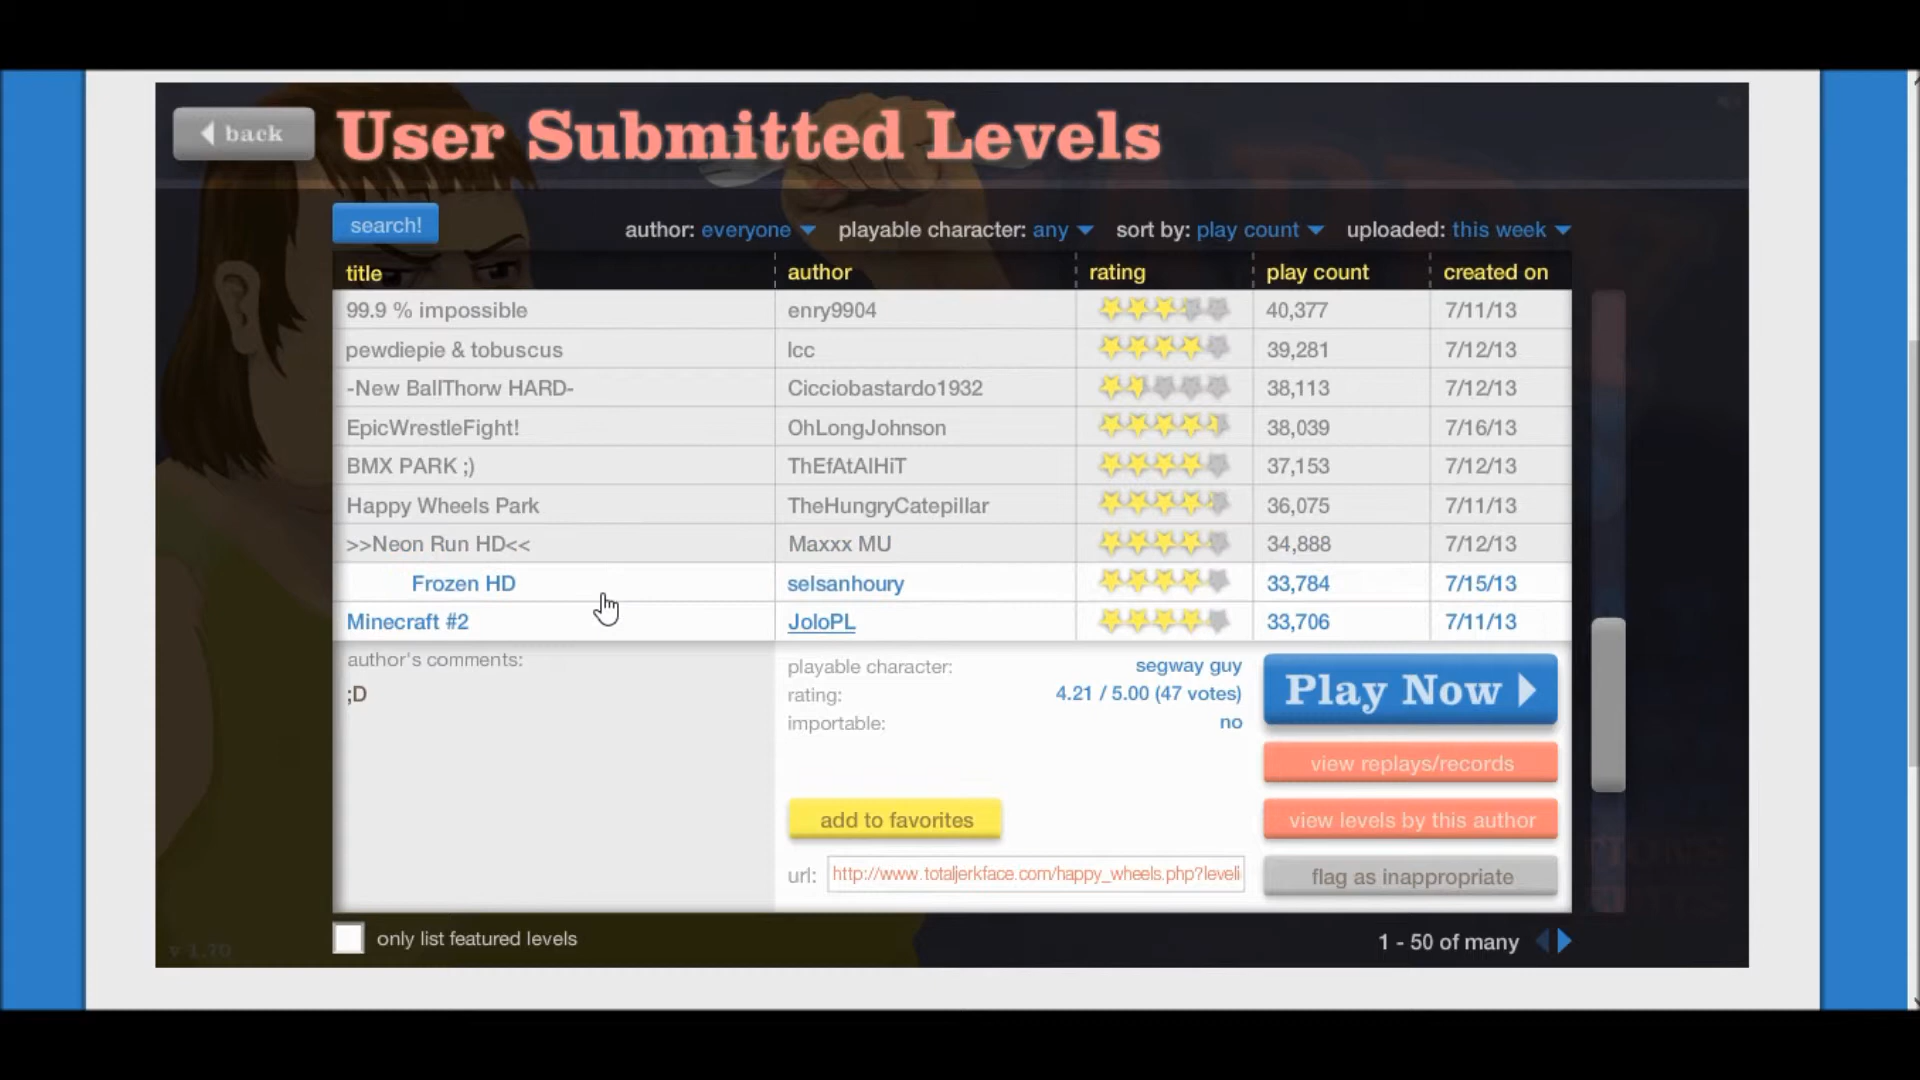 back
User Submitted Levels
search!
author: everyone playable character: any sort by: play count uploaded: this week
title author rating play count created on
99.9 % impossible enry9904 40,377 7/11/13
pewdiepie & tobuscus lcc 39,281 7/12/13
-New BallThorw HARD- Cicciobastardo1932 38,113 7/12/13
EpicWrestleFight! OhLongJohnson 38,039 7/16/13
BMX PARK ;) ThEfAtAlHiT 37,153 7/12/13
Happy Wheels Park TheHungryCatepillar 36,075 7/11/13
>>Neon Run HD<< Maxxx MU 34,888 7/12/13
Frozen HD selsanhoury 33,784 7/15/13
Minecraft #2 JoloPL 33,706 7/11/13
author's comments:
;D
playable character: segway guy
rating: 4.21 / 5.00 (47 votes)
importable: no
Play Now
view replays/records
add to favorites
view levels by this author
url: http://www.totaljerkface.com/happy_wheels.php?leveli
flag as inappropriate
only list featured levels
1 - 50 of many
v 1.70